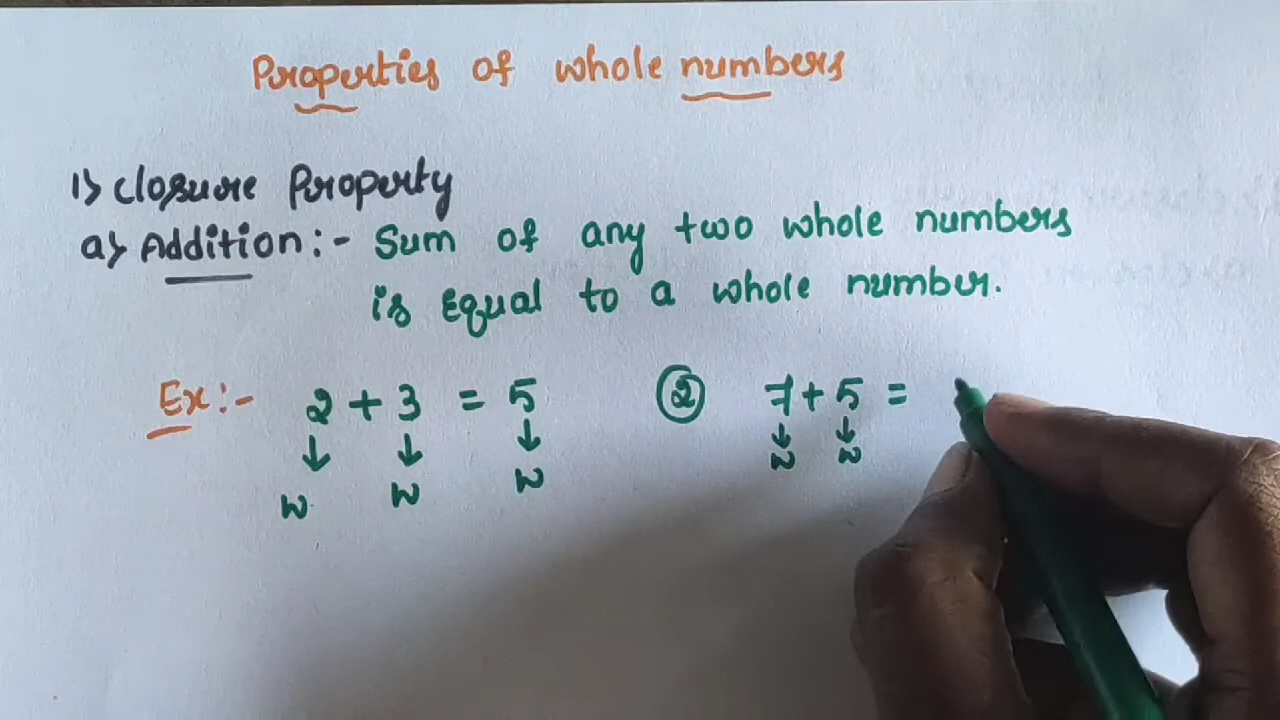 Properties of whole numbers
1) Closure Property
a) Addition :- Sum of any two whole numbers
is Equal to a whole number.
Ex :- 2 + 3 = 5 ② 7 + 5 =
↓ ↓ ↓ ↓ ↓
W W W W W